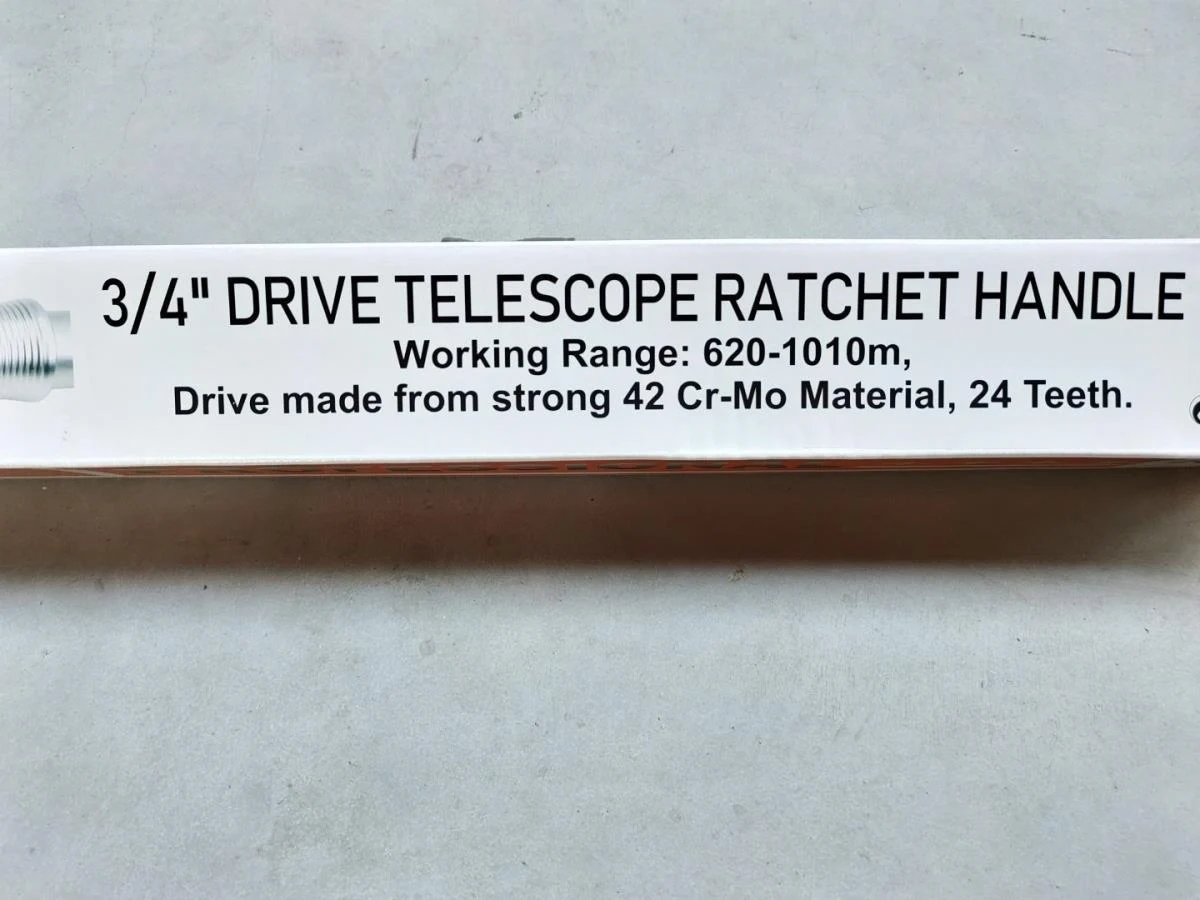 3/4" DRIVE TELESCOPE RATCHET HANDLE
Working Range: 620-1010m,
Drive made from strong 42 Cr-Mo Material, 24 Teeth.